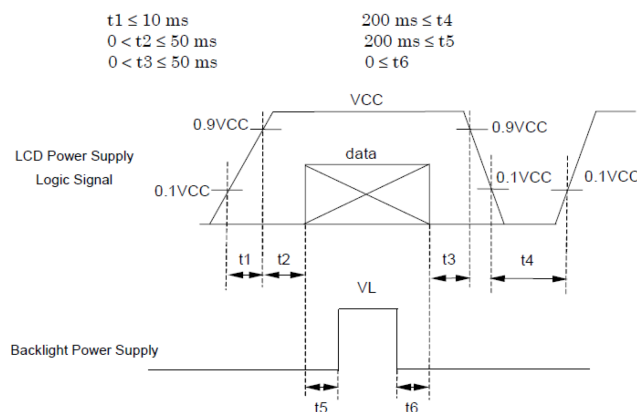 t1 ≤ 10 ms
200 ms ≤ t4
0 < t2 ≤ 50 ms
200 ms ≤ t5
0 < t3 ≤ 50 ms
0 ≤ t6
VCC
0.9VCC
0.9VCC
LCD Power Supply
Logic Signal
data
0.1VCC
0.1VCC
0.1VCC
t1
t2
t3
t4
VL
Backlight Power Supply
t5
t6